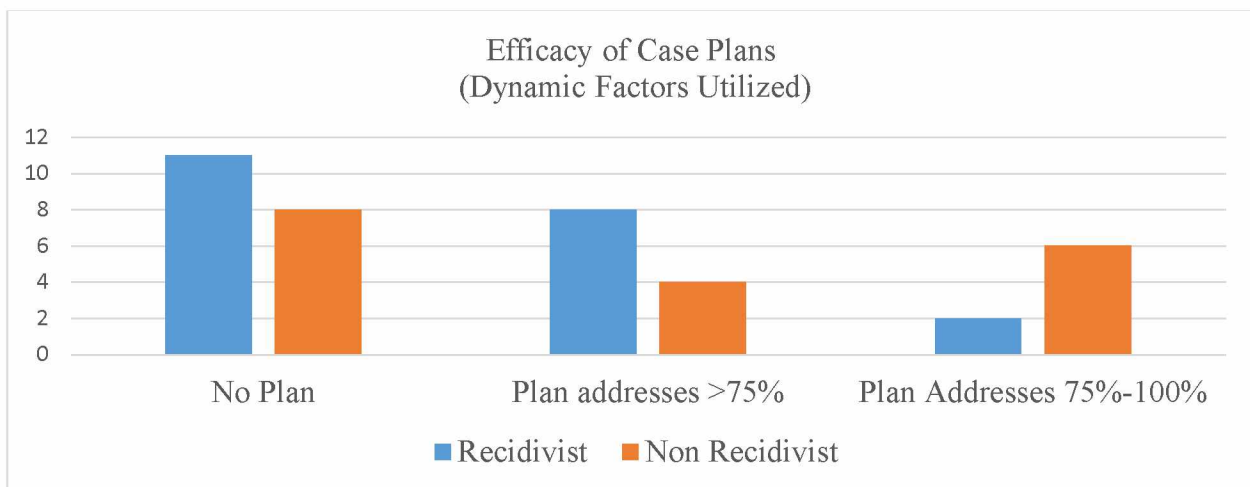 Efficacy of Case Plans
(Dynamic Factors Utilized)
12
10
8
6
4
2
0
No Plan
Plan addresses >75%
Plan Addresses 75%-100%
Recidivist
Non Recidivist